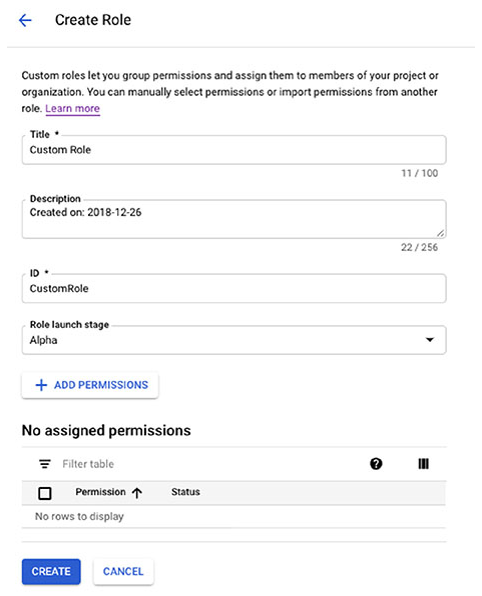 Create Role
Custom roles let you group permissions and assign them to members of your project or
organization. You can manually select permissions or import permissions from another
role. Learn more
Title *
Custom Role
11 / 100
Description
Created on: 2018-12-26
22 / 256
ID *
CustomRole
Role launch stage
Alpha
ADD PERMISSIONS
No assigned permissions
Filter table
Permission Status
No rows to display
CREATE CANCEL